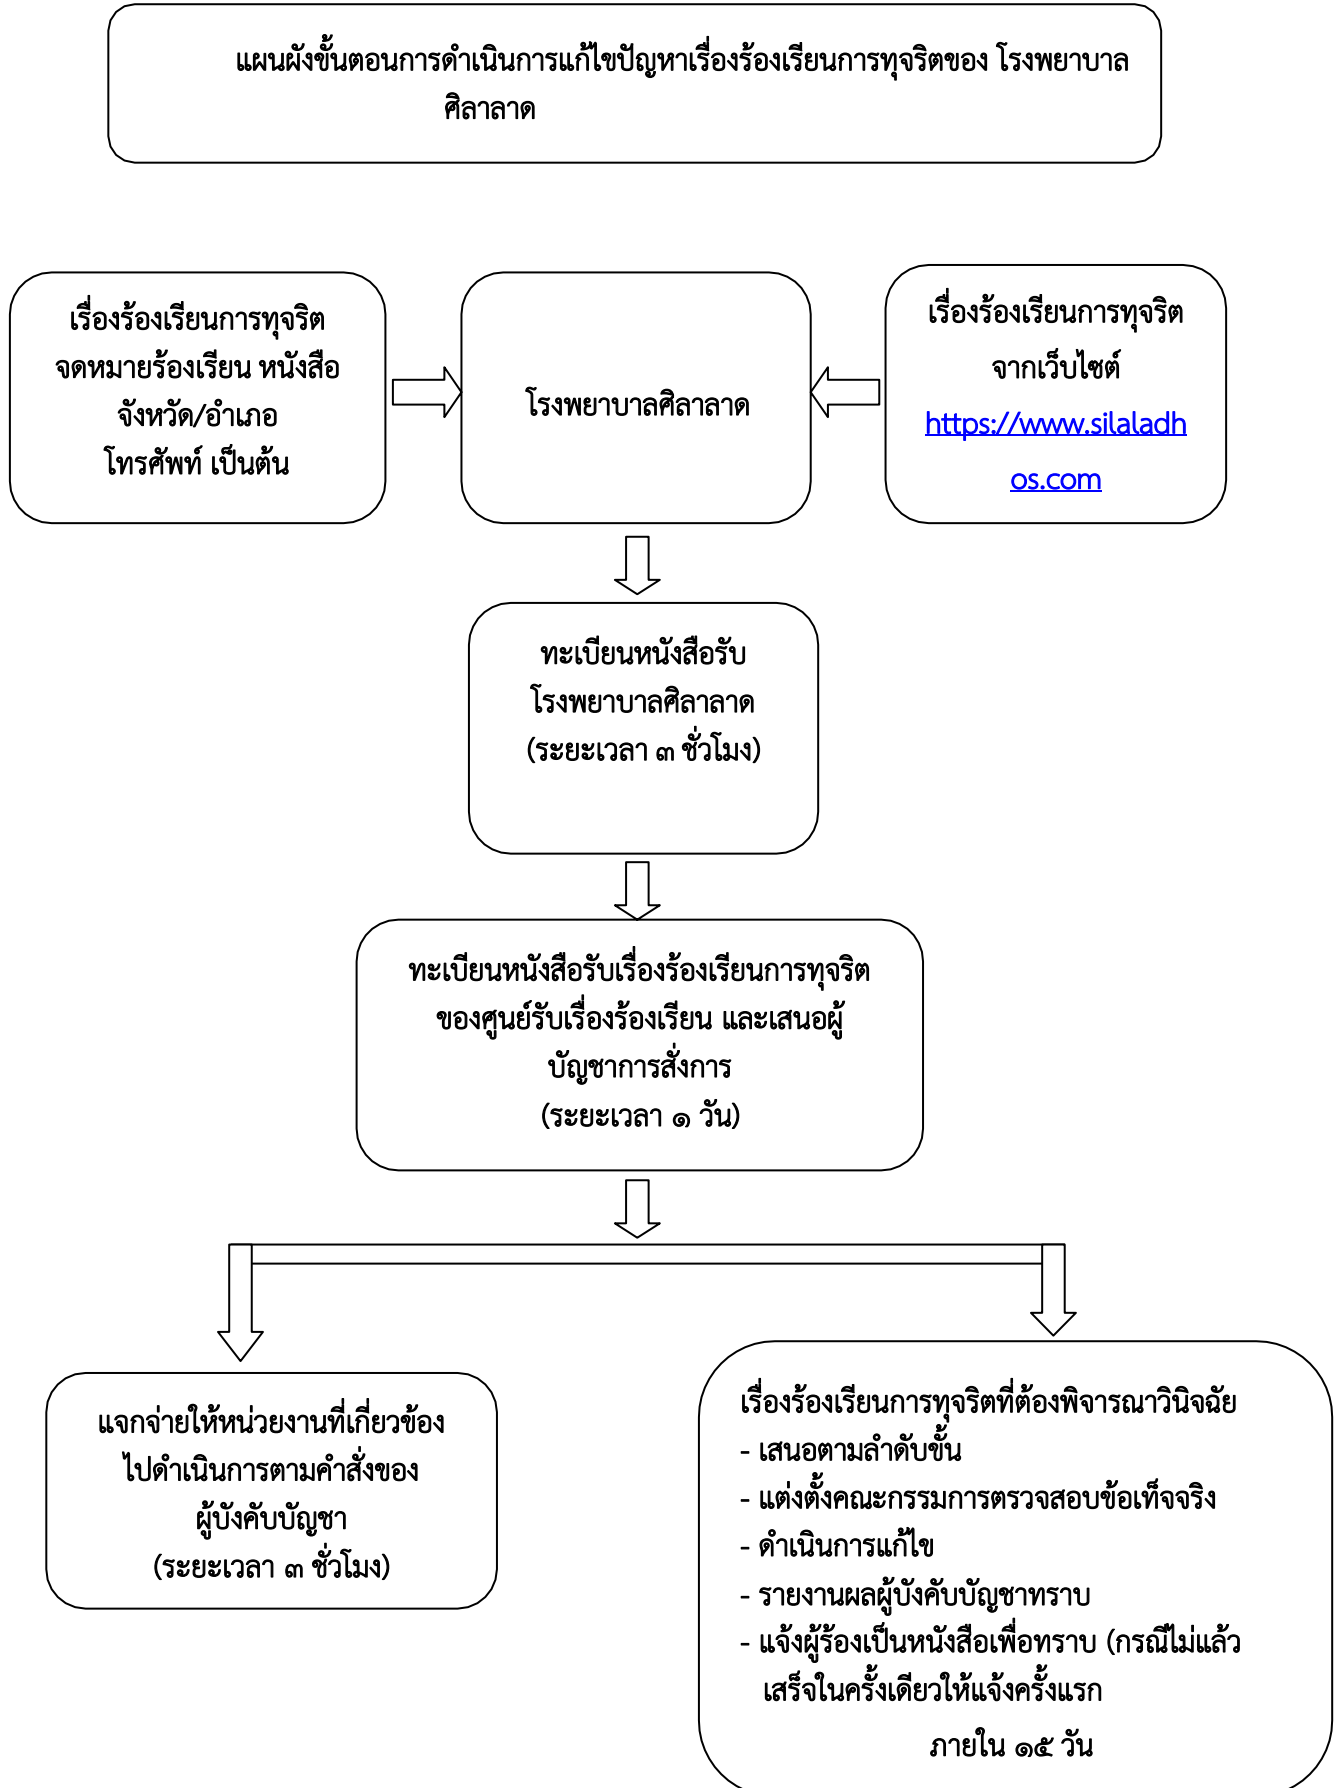 แผนผังขั้นตอนการดำเนินการแก้ไขปัญหาเรื่องร้องเรียนการทุจริตของ โรงพยาบาล
ศิลาลาด
เรื่องร้องเรียนการทุจริต
จดหมายร้องเรียน หนังสือ
จังหวัด/อำเภอ
โทรศัพท์ เป็นต้น
โรงพยาบาลศิลาลาด
เรื่องร้องเรียนการทุจริต
จากเว็บไซต์
https://www.silaladh
os.com
ทะเบียนหนังสือรับ
โรงพยาบาลศิลาลาด
(ระยะเวลา ๓ ชั่วโมง)
ทะเบียนหนังสือรับเรื่องร้องเรียนการทุจริต
ของศูนย์รับเรื่องร้องเรียน และเสนอผู้
บัญชาการสั่งการ
(ระยะเวลา ๑ วัน)
แจกจ่ายให้หน่วยงานที่เกี่ยวข้อง
ไปดำเนินการตามคำสั่งของ
ผู้บังคับบัญชา
(ระยะเวลา ๓ ชั่วโมง)
เรื่องร้องเรียนการทุจริตที่ต้องพิจารณาวินิจฉัย
- เสนอตามลำดับขั้น
- แต่งตั้งคณะกรรมการตรวจสอบข้อเท็จจริง
- ดำเนินการแก้ไข
- รายงานผลผู้บังคับบัญชาทราบ
- แจ้งผู้ร้องเป็นหนังสือเพื่อทราบ (กรณีไม่แล้ว
เสร็จในครั้งเดียวให้แจ้งครั้งแรก
ภายใน ๑๕ วัน